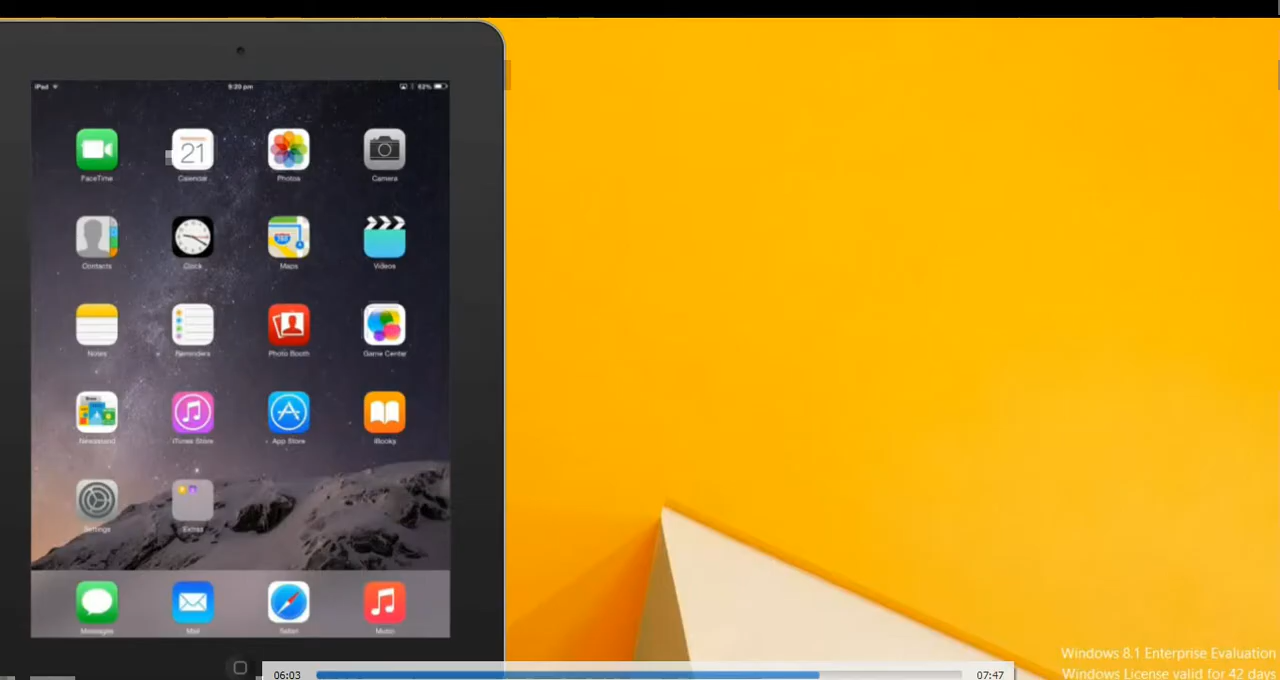 iPad 9:39 pm 62%
21
FaceTime Calendar Photos Camera
Contacts Clock Maps Videos
Notes Reminders Photo Booth Game Center
Newsstand iTunes Store App Store iBooks
Settings Extras
Messages Mail Safari Music
06:03 07:47
Windows 8.1 Enterprise Evaluation
Windows License valid for 42 days